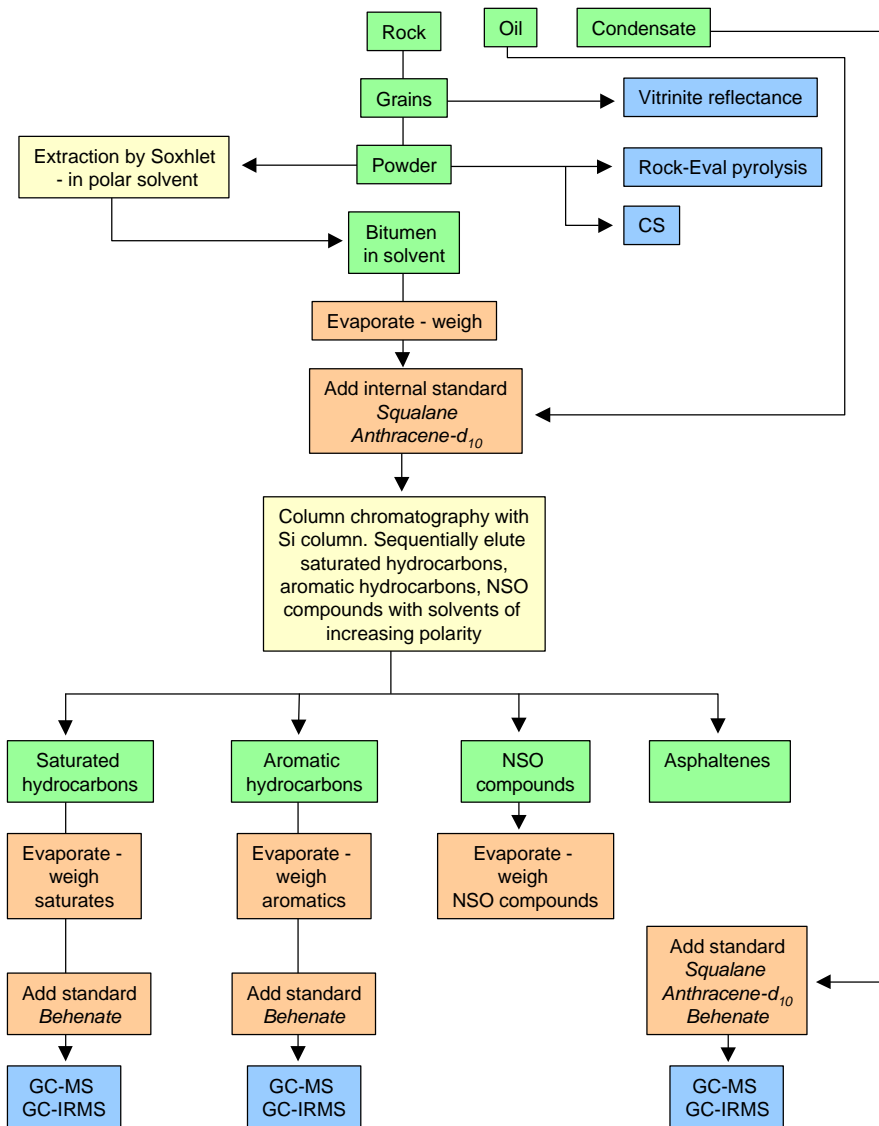 Rock
Oil
Condensate
Grains
Vitrinite reflectance
Extraction by Soxhlet
- in polar solvent
Powder
Rock-Eval pyrolysis
CS
Bitumen
in solvent
Evaporate - weigh
Add internal standard
Squalane
Anthracene-d10
Column chromatography with
Si column. Sequentially elute
saturated hydrocarbons,
aromatic hydrocarbons, NSO
compounds with solvents of
increasing polarity
Saturated
hydrocarbons
Aromatic
hydrocarbons
NSO
compounds
Asphaltenes
Evaporate -
weigh
saturates
Evaporate -
weigh
aromatics
Evaporate -
weigh
NSO compounds
Add standard
Behenate
Add standard
Behenate
Add standard
Squalane
Anthracene-d10
Behenate
GC-MS
GC-IRMS
GC-MS
GC-IRMS
GC-MS
GC-IRMS